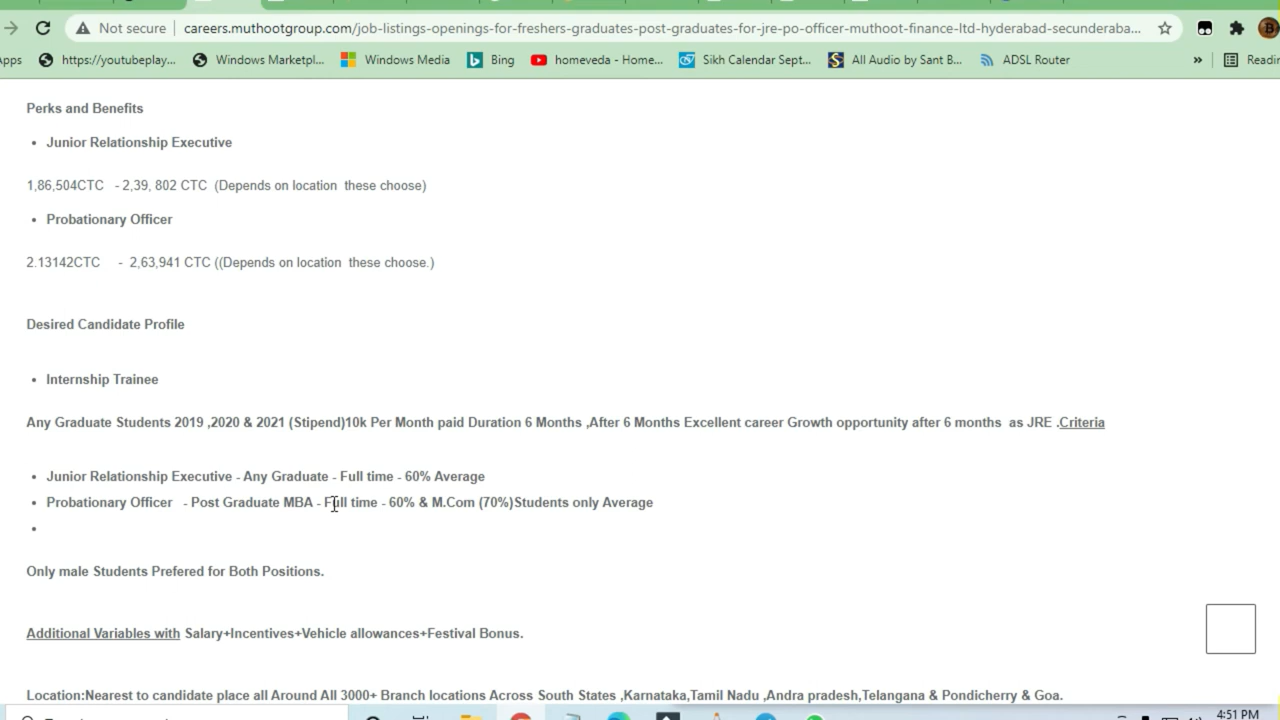 Not secure
careers.muthootgroup.com/job-listings-openings-for-freshers-graduates-post-graduates-for-jre-po-officer-muthoot-finance-ltd-hyderabad-secunderaba...
Apps
https://youtubeplay...
Windows Marketpl...
Windows Media
Bing
homeveda - Home...
Sikh Calendar Sept...
All Audio by Sant B...
ADSL Router
»
Readin
Perks and Benefits
• Junior Relationship Executive
1,86,504CTC - 2,39, 802 CTC (Depends on location these choose)
• Probationary Officer
2.13142CTC - 2,63,941 CTC ((Depends on location these choose.)
Desired Candidate Profile
• Internship Trainee
Any Graduate Students 2019 ,2020 & 2021 (Stipend)10k Per Month paid Duration 6 Months ,After 6 Months Excellent career Growth opportunity after 6 months as JRE .Criteria
• Junior Relationship Executive - Any Graduate - Full time - 60% Average
• Probationary Officer - Post Graduate MBA - Full time - 60% & M.Com (70%)Students only Average
•
Only male Students Prefered for Both Positions.
Additional Variables with Salary+Incentives+Vehicle allowances+Festival Bonus.
Location:Nearest to candidate place all Around All 3000+ Branch locations Across South States ,Karnataka,Tamil Nadu ,Andra pradesh,Telangana & Pondicherry & Goa.
4:51 PM